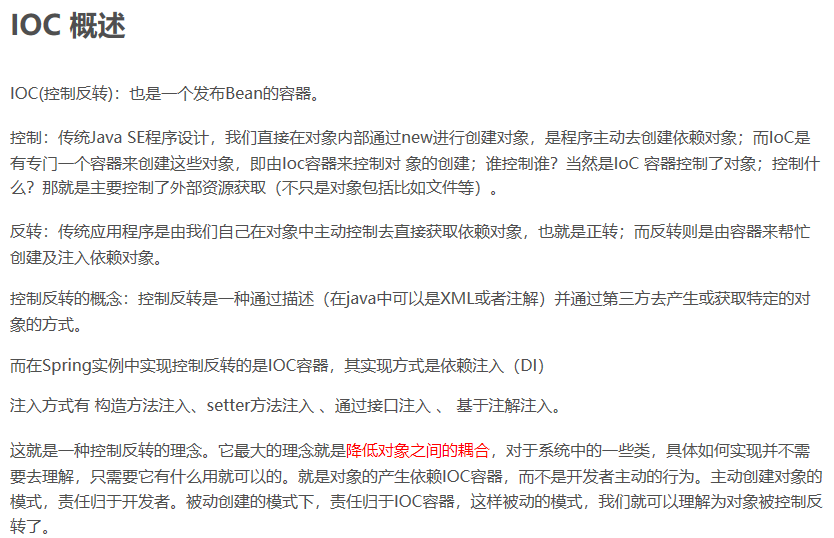 IOC 概述
IOC(控制反转)：也是一个发布Bean的容器。
控制：传统Java SE程序设计，我们直接在对象内部通过new进行创建对象，是程序主动去创建依赖对象；而IoC是
有专门一个容器来创建这些对象，即由Ioc容器来控制对 象的创建；谁控制谁？当然是IoC 容器控制了对象；控制什
么？那就是主要控制了外部资源获取（不只是对象包括比如文件等）。
反转：传统应用程序是由我们自己在对象中主动控制去直接获取依赖对象，也就是正转；而反转则是由容器来帮忙
创建及注入依赖对象。
控制反转的概念：控制反转是一种通过描述（在java中可以是XML或者注解）并通过第三方去产生或获取特定的对
象的方式。
而在Spring实例中实现控制反转的是IOC容器，其实现方式是依赖注入（DI）
注入方式有 构造方法注入、setter方法注入 、通过接口注入 、 基于注解注入。
这就是一种控制反转的理念。它最大的理念就是降低对象之间的耦合，对于系统中的一些类，具体如何实现并不需
要去理解，只需要它有什么用就可以的。就是对象的产生依赖IOC容器，而不是开发者主动的行为。主动创建对象的
模式，责任归于开发者。被动创建的模式下，责任归于IOC容器，这样被动的模式，我们就可以理解为对象被控制反
转了。